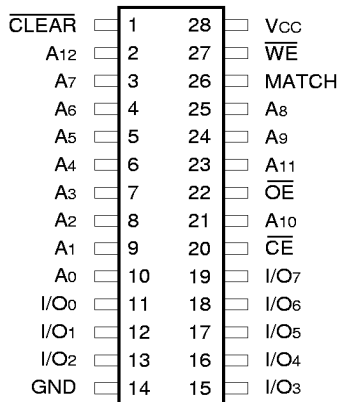 CLEAR 1 28 VCC
A12 2 27 WE
A7 3 26 MATCH
A6 4 25 A8
A5 5 24 A9
A4 6 23 A11
A3 7 22 OE
A2 8 21 A10
A1 9 20 CE
A0 10 19 I/O7
I/O0 11 18 I/O6
I/O1 12 17 I/O5
I/O2 13 16 I/O4
GND 14 15 I/O3